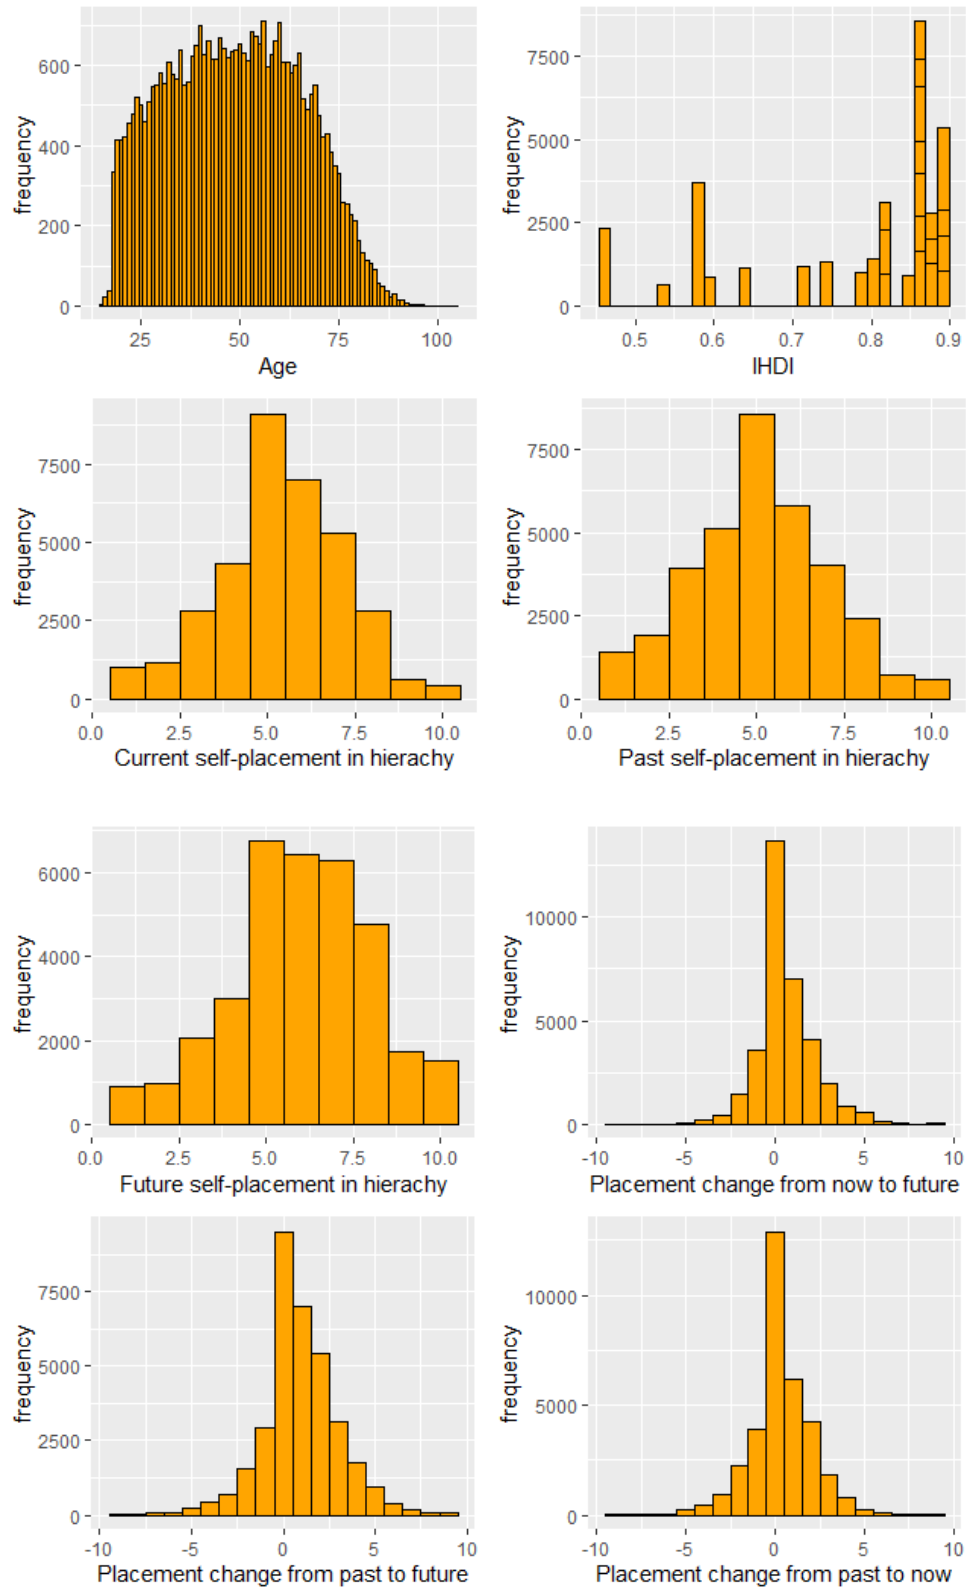 frequency
600
400
200
0
25 50 75 100
Age
frequency
7500
5000
2500
0
0.5 0.6 0.7 0.8 0.9
IHDI
frequency
7500
5000
2500
0
0.0 2.5 5.0 7.5 10.0
Current self-placement in hierachy
frequency
7500
5000
2500
0
0.0 2.5 5.0 7.5 10.0
Past self-placement in hierachy
frequency
6000
4000
2000
0
0.0 2.5 5.0 7.5 10.0
Future self-placement in hierachy
frequency
10000
5000
0
-10 -5 0 5 10
Placement change from now to future
frequency
7500
5000
2500
0
-10 -5 0 5 10
Placement change from past to future
frequency
10000
5000
0
-10 -5 0 5 10
Placement change from past to now